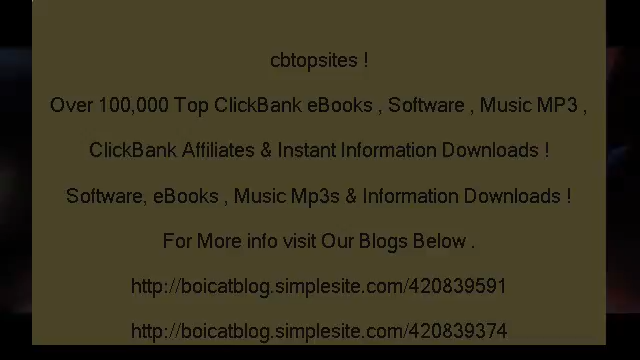 cbtopsites !
Over 100,000 Top ClickBank eBooks , Software , Music MP3 ,
ClickBank Affiliates & Instant Information Downloads !
Software, eBooks , Music Mp3s & Information Downloads !
For More info visit Our Blogs Below .
http://boicatblog.simplesite.com/420839591
http://boicatblog.simplesite.com/420839374